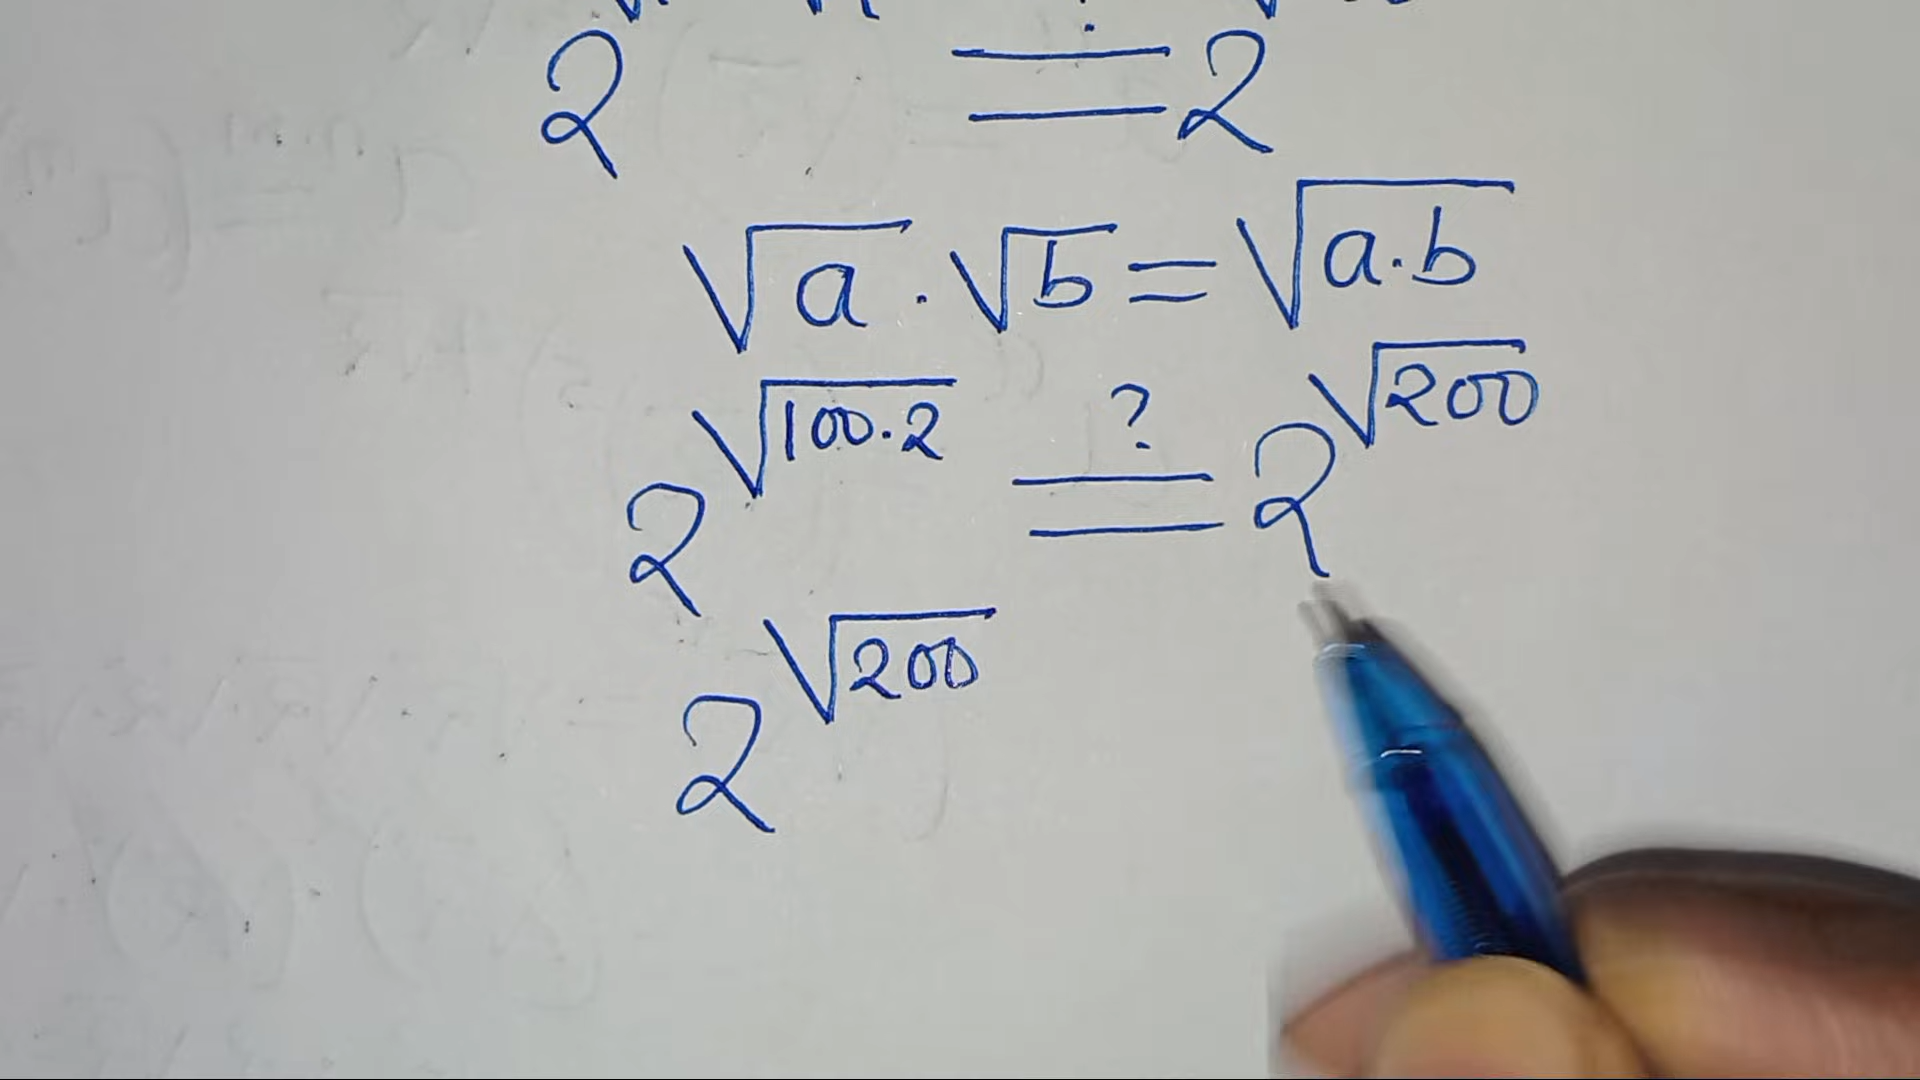 2 = 2
√a · √b = √a·b
2^√100·2 ?= 2^√200
2^√200